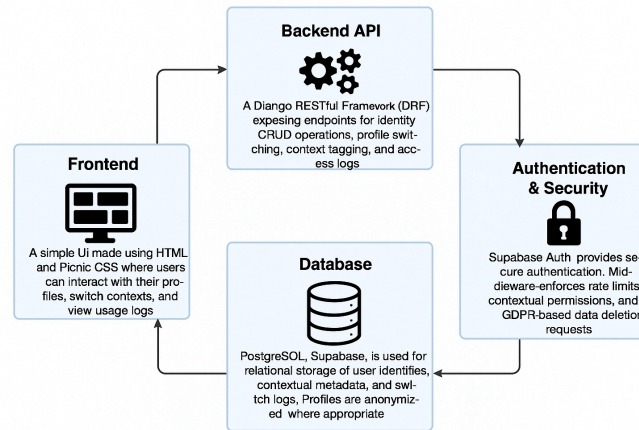 Backend API
A Django RESTful Framework (DRF)
expesing endpoints for identity
CRUD operations, profile swit-
ching, context tagging, and acc-
ess logs
Frontend
A simple Ui made using HTML
and Picnic CSS where users
can interact with their pro-
files, switch contexts, and
view usage logs
Authentication
& Security
Supabase Auth provides se-
cure authentication. Mid-
dieware-enforces rate limits
contextual permissions, and
GDPR-based data deletion
requests
Database
PostgreSOL, Supabase, is used for
relational storage of user identifies,
contextual metadata, and swI-
tch logs, Profiles are anonymiz-
ed where appropriate